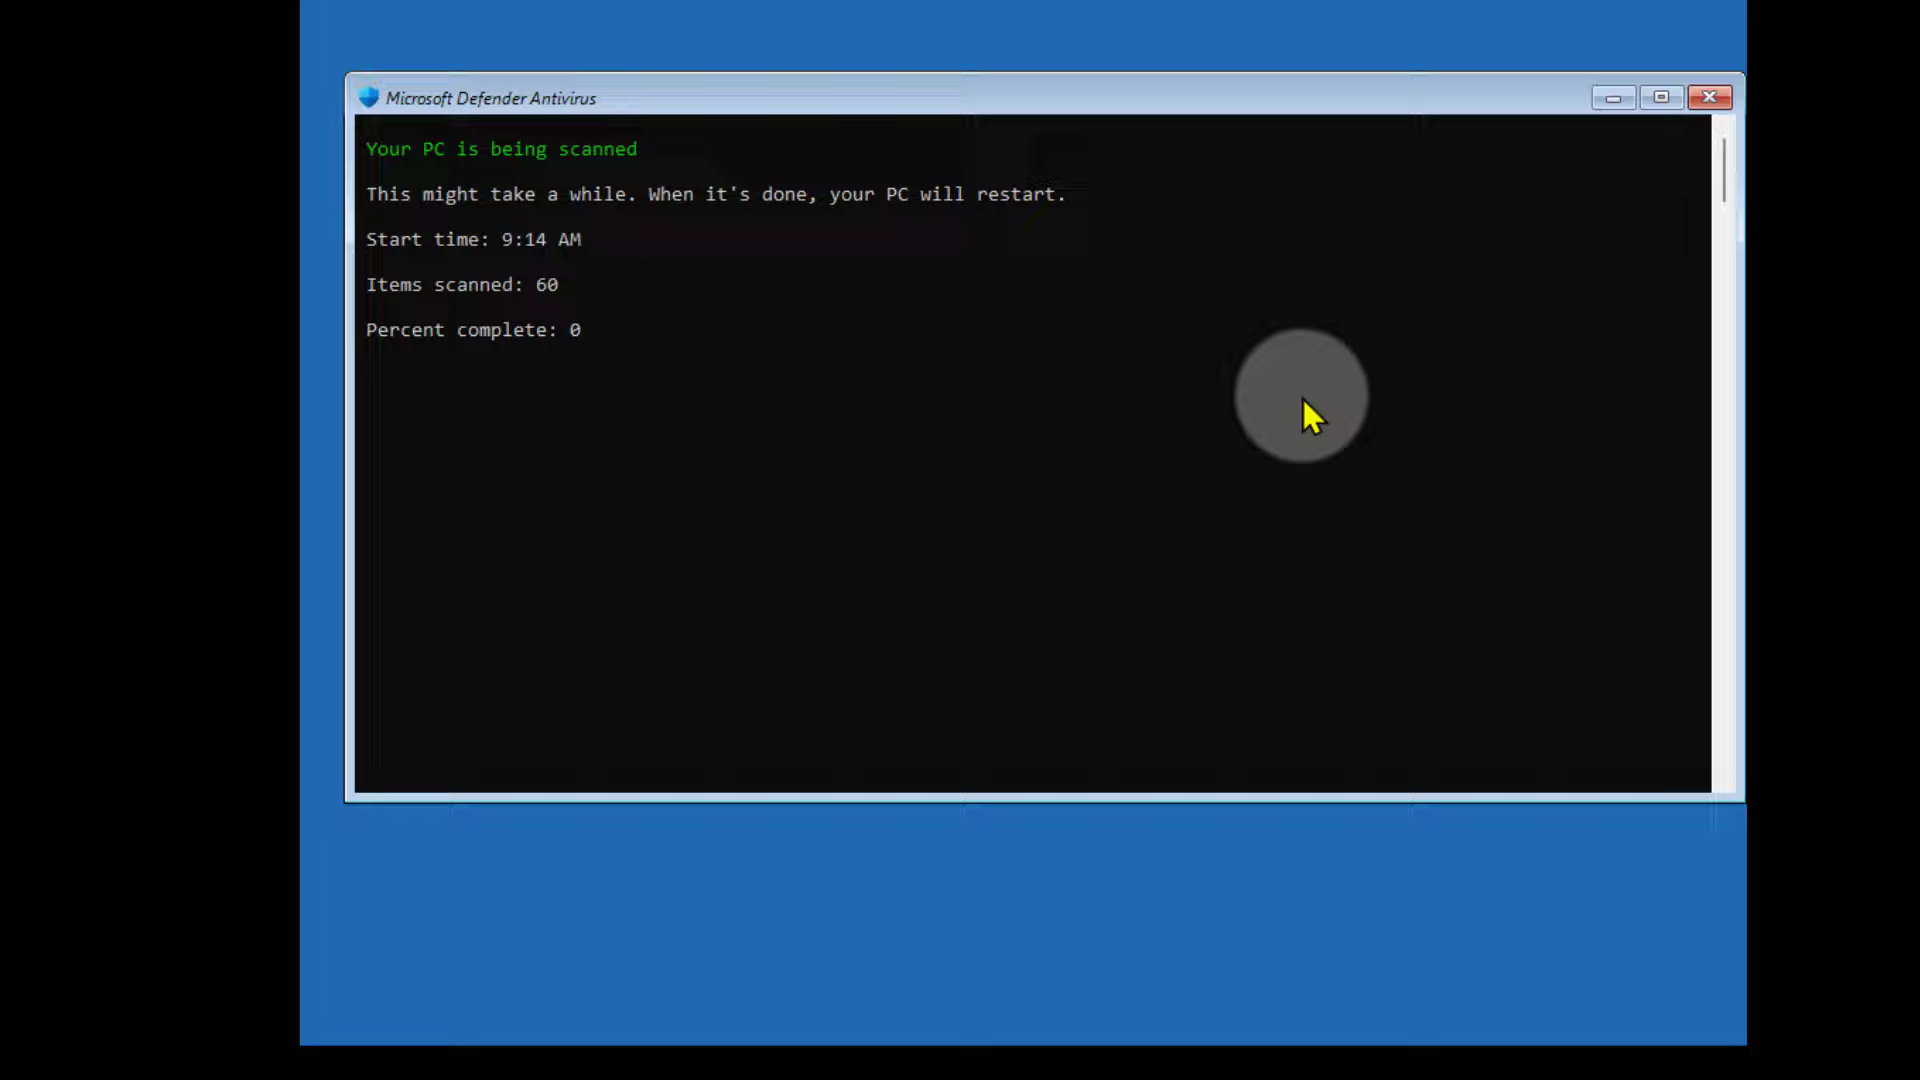 Microsoft Defender Antivirus
Your PC is being scanned
This might take a while. When it's done, your PC will restart.
Start time: 9:14 AM
Items scanned: 60
Percent complete: 0